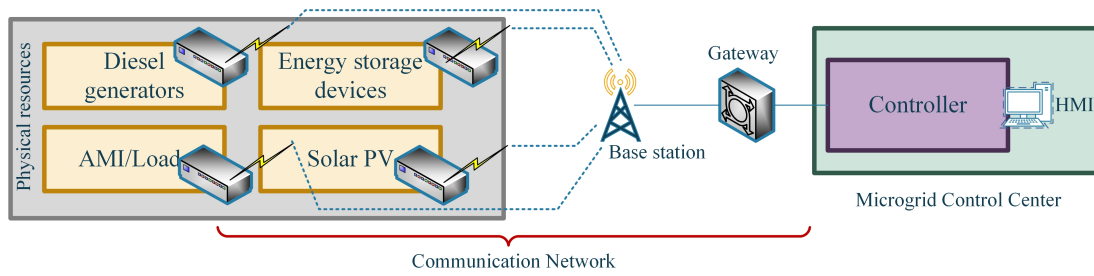 Physical resources
Diesel
generators
Energy storage
devices
AMI/Load
Solar PV
Base station
Gateway
Controller
HMI
Microgrid Control Center
Communication Network